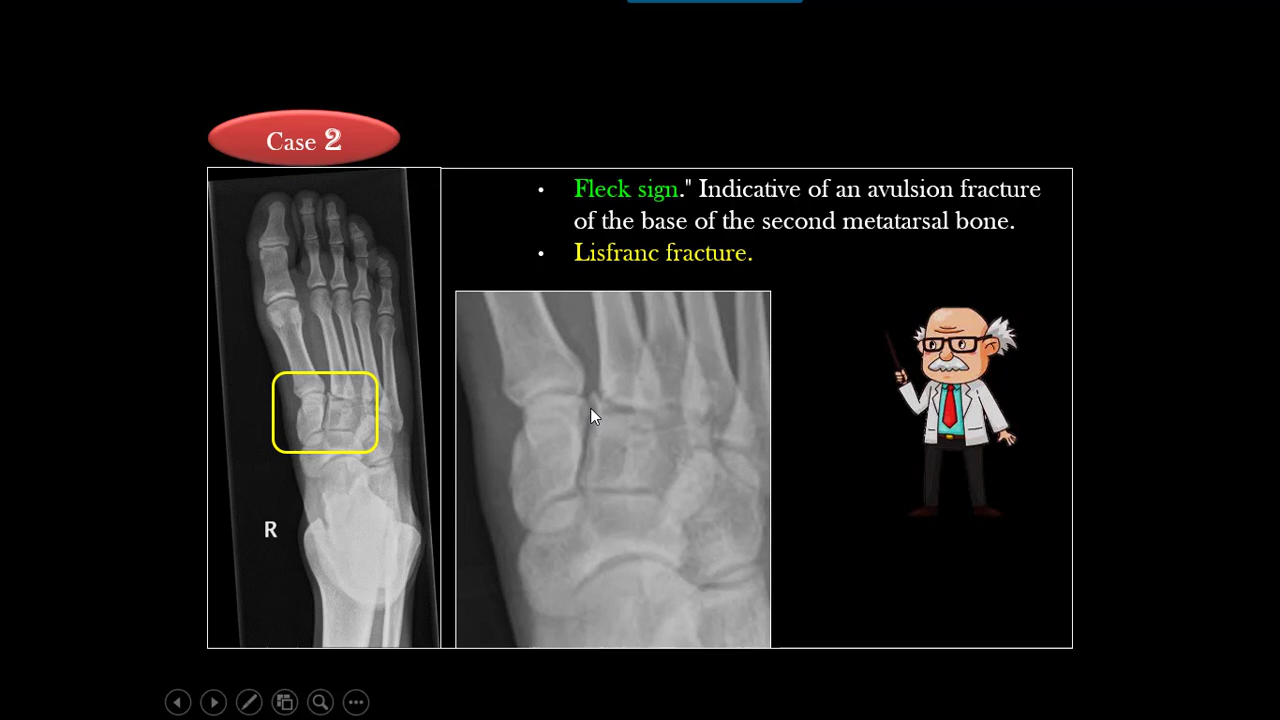 Case 2
• Fleck sign." Indicative of an avulsion fracture
of the base of the second metatarsal bone.
• Lisfranc fracture.
R